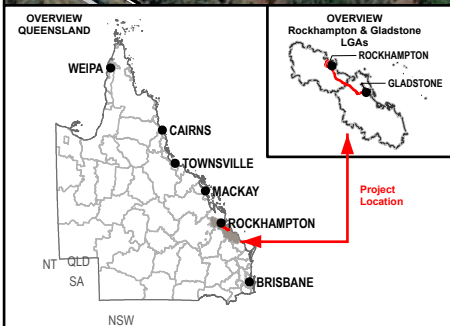 OVERVIEW
QUEENSLAND
WEIPA
CAIRNS
TOWNSVILLE
MACKAY
ROCKHAMPTON
BRISBANE
NT
QLD
SA
NSW
OVERVIEW
Rockhampton & Gladstone
LGAs
ROCKHAMPTON
GLADSTONE
Project
Location